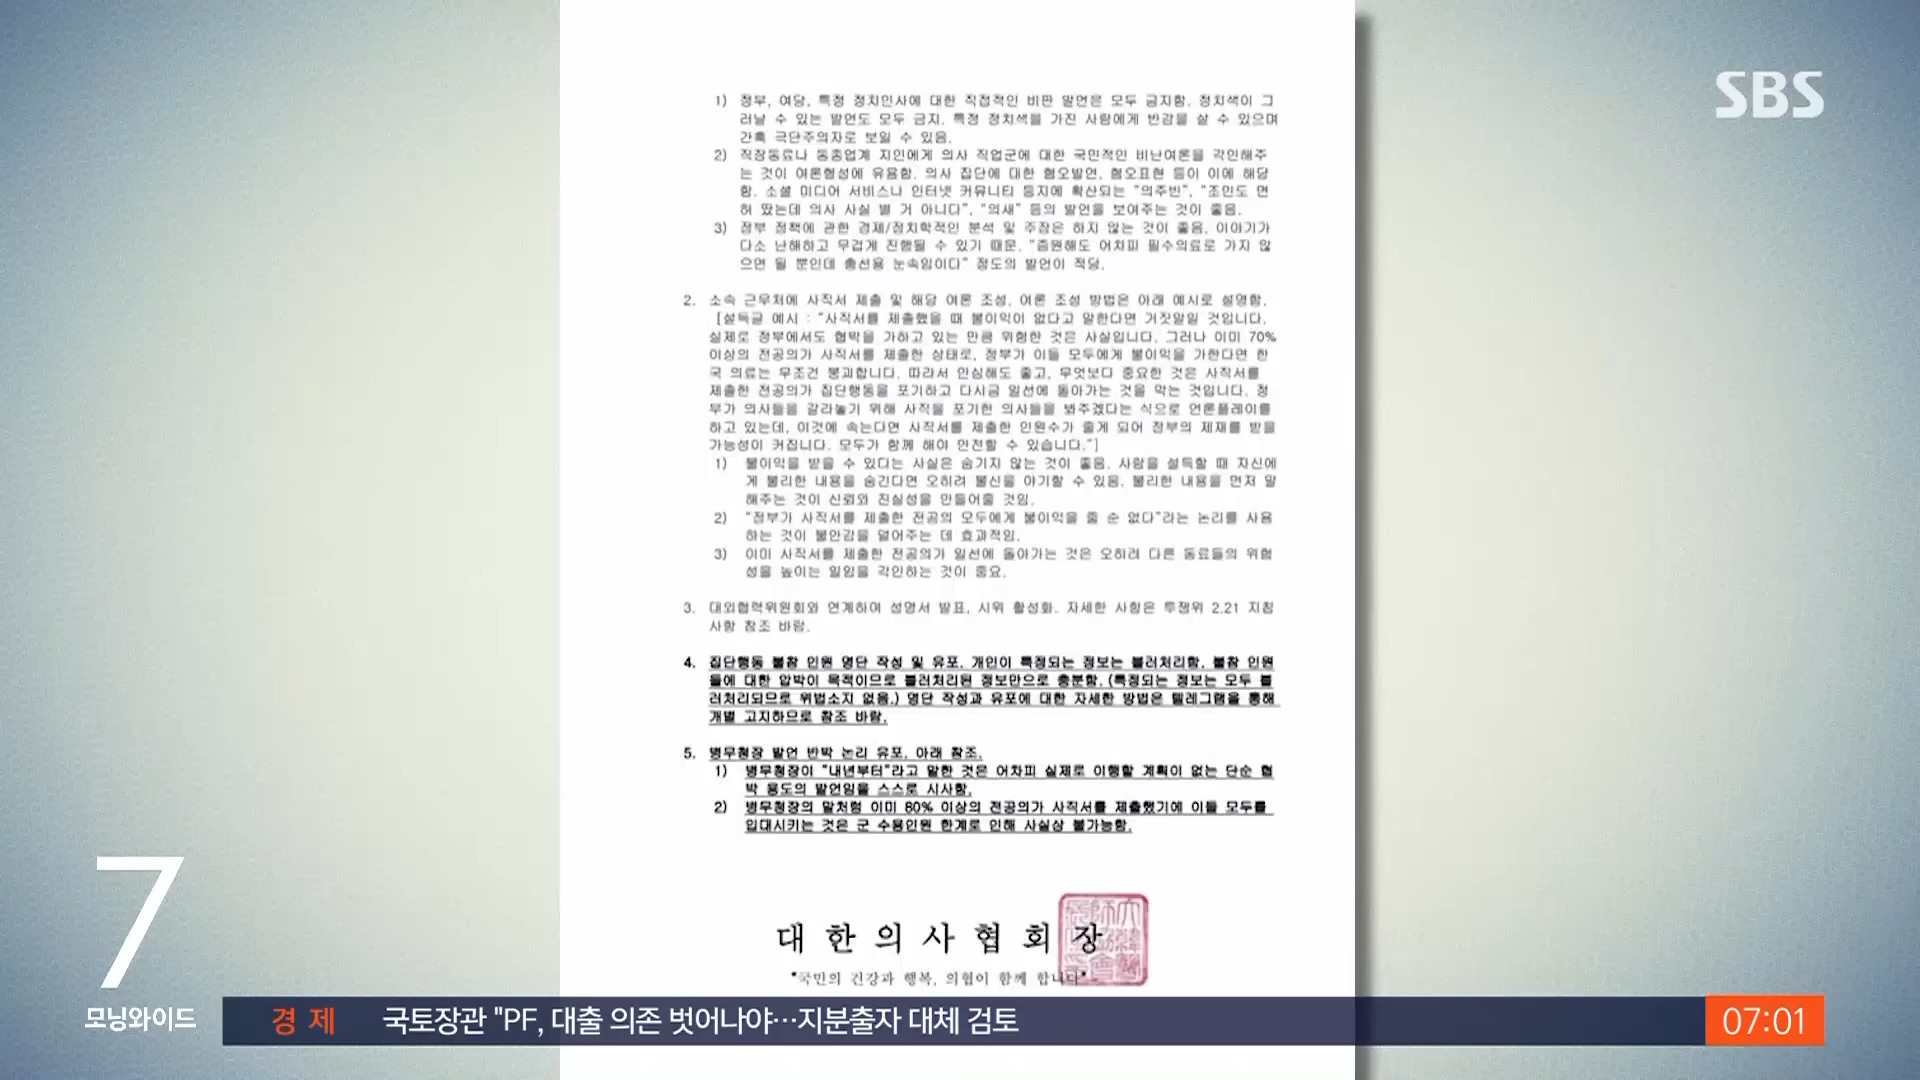 SBS
1) 정부, 여당, 특정 정치인사에 대한 직접적인 비판 발언은 모두 금지함. 정치색이 그
러날 수 있는 발언도 모두 금지. 특정 정치색을 가진 사람에게 반감을 살 수 있으며
간혹 극단주의자로 보일 수 있음.
2) 직장동료나 동종업계 지인에게 의사 직업군에 대한 국민적인 비난여론을 각인해주
는 것이 여론형성에 유용함. 의사 집단에 대한 혐오발언, 혐오표현 등이 이에 해당
함. 소셜 미디어 서비스나 인터넷 커뮤니티 등지에 확산되는 "의주빈", "조민도 면
허 땄는데 의사 사실 별 거 아니다", "의새" 등의 발언을 보여주는 것이 좋음.
3) 정부 정책에 관한 경제/정치학적인 분석 및 주장은 하지 않는 것이 좋음. 이야기가
다소 난해하고 무겁게 진행될 수 있기 때문. "증원해도 어차피 필수의료로 가지 않
으면 될 뿐인데 총선용 눈속임이다" 정도의 발언이 적당.
2. 소속 근무처에 사직서 제출 및 해당 여론 조성. 여론 조성 방법은 아래 예시로 설명함.
[설득글 예시 : "사직서를 제출했을 때 불이익이 없다고 말한다면 거짓말일 것입니다.
실제로 정부에서도 협박을 가하고 있는 만큼 위험한 것은 사실입니다. 그러나 이미 70%
이상의 전공의가 사직서를 제출한 상태로, 정부가 이들 모두에게 불이익을 가한다면 한
국 의료는 무조건 붕괴합니다. 따라서 안심해도 좋고, 무엇보다 중요한 것은 사직서를
제출한 전공의가 집단행동을 포기하고 다시금 일선에 돌아가는 것을 막는 것입니다. 정
부가 의사들을 갈라놓기 위해 사직을 포기한 의사들을 봐주겠다는 식으로 언론플레이를
하고 있는데, 이것에 속는다면 사직서를 제출한 인원수가 줄게 되어 정부의 제재를 받을
가능성이 커집니다. 모두가 함께 해야 안전할 수 있습니다."]
1) 불이익을 받을 수 있다는 사실은 숨기지 않는 것이 좋음. 사람을 설득할 때 자신에
게 불리한 내용을 숨긴다면 오히려 불신을 야기할 수 있음. 불리한 내용을 먼저 말
해주는 것이 신뢰와 진실성을 만들어줄 것임.
2) "정부가 사직서를 제출한 전공의 모두에게 불이익을 줄 순 없다"라는 논리를 사용
하는 것이 불안감을 덜어주는 데 효과적임.
3) 이미 사직서를 제출한 전공의가 일선에 돌아가는 것은 오히려 다른 동료들의 위험
성을 높이는 일임을 각인하는 것이 중요.
3. 대외협력위원회와 연계하여 성명서 발표, 시위 활성화. 자세한 사항은 투쟁위 2.21 지침
사항 참조 바람.
4. 집단행동 불참 인원 명단 작성 및 유포. 개인이 특정되는 정보는 블러처리함. 불참 인원
들에 대한 압박이 목적이므로 블러처리된 정보만으로 충분함. (특정되는 정보는 모두 블
러처리되므로 위법소지 없음.) 명단 작성과 유포에 대한 자세한 방법은 텔레그램을 통해
개별 고지하므로 참조 바람.
5. 병무청장 발언 반박 논리 유포. 아래 참조.
1) 병무청장이 "내년부터"라고 말한 것은 어차피 실제로 이행할 계획이 없는 단순 협
박 용도의 발언임을 스스로 시사함.
2) 병무청장의 말처럼 이미 80% 이상의 전공의가 사직서를 제출했기에 이들 모두를
입대시키는 것은 군 수용인원 한계로 인해 사실상 불가능함.
대한의사협회장
"국민의 건강과 행복, 의협이 함께 합니다"
7
모닝와이드
경제 국토장관 "PF, 대출 의존 벗어나야…지분출자 대체 검토
07:01